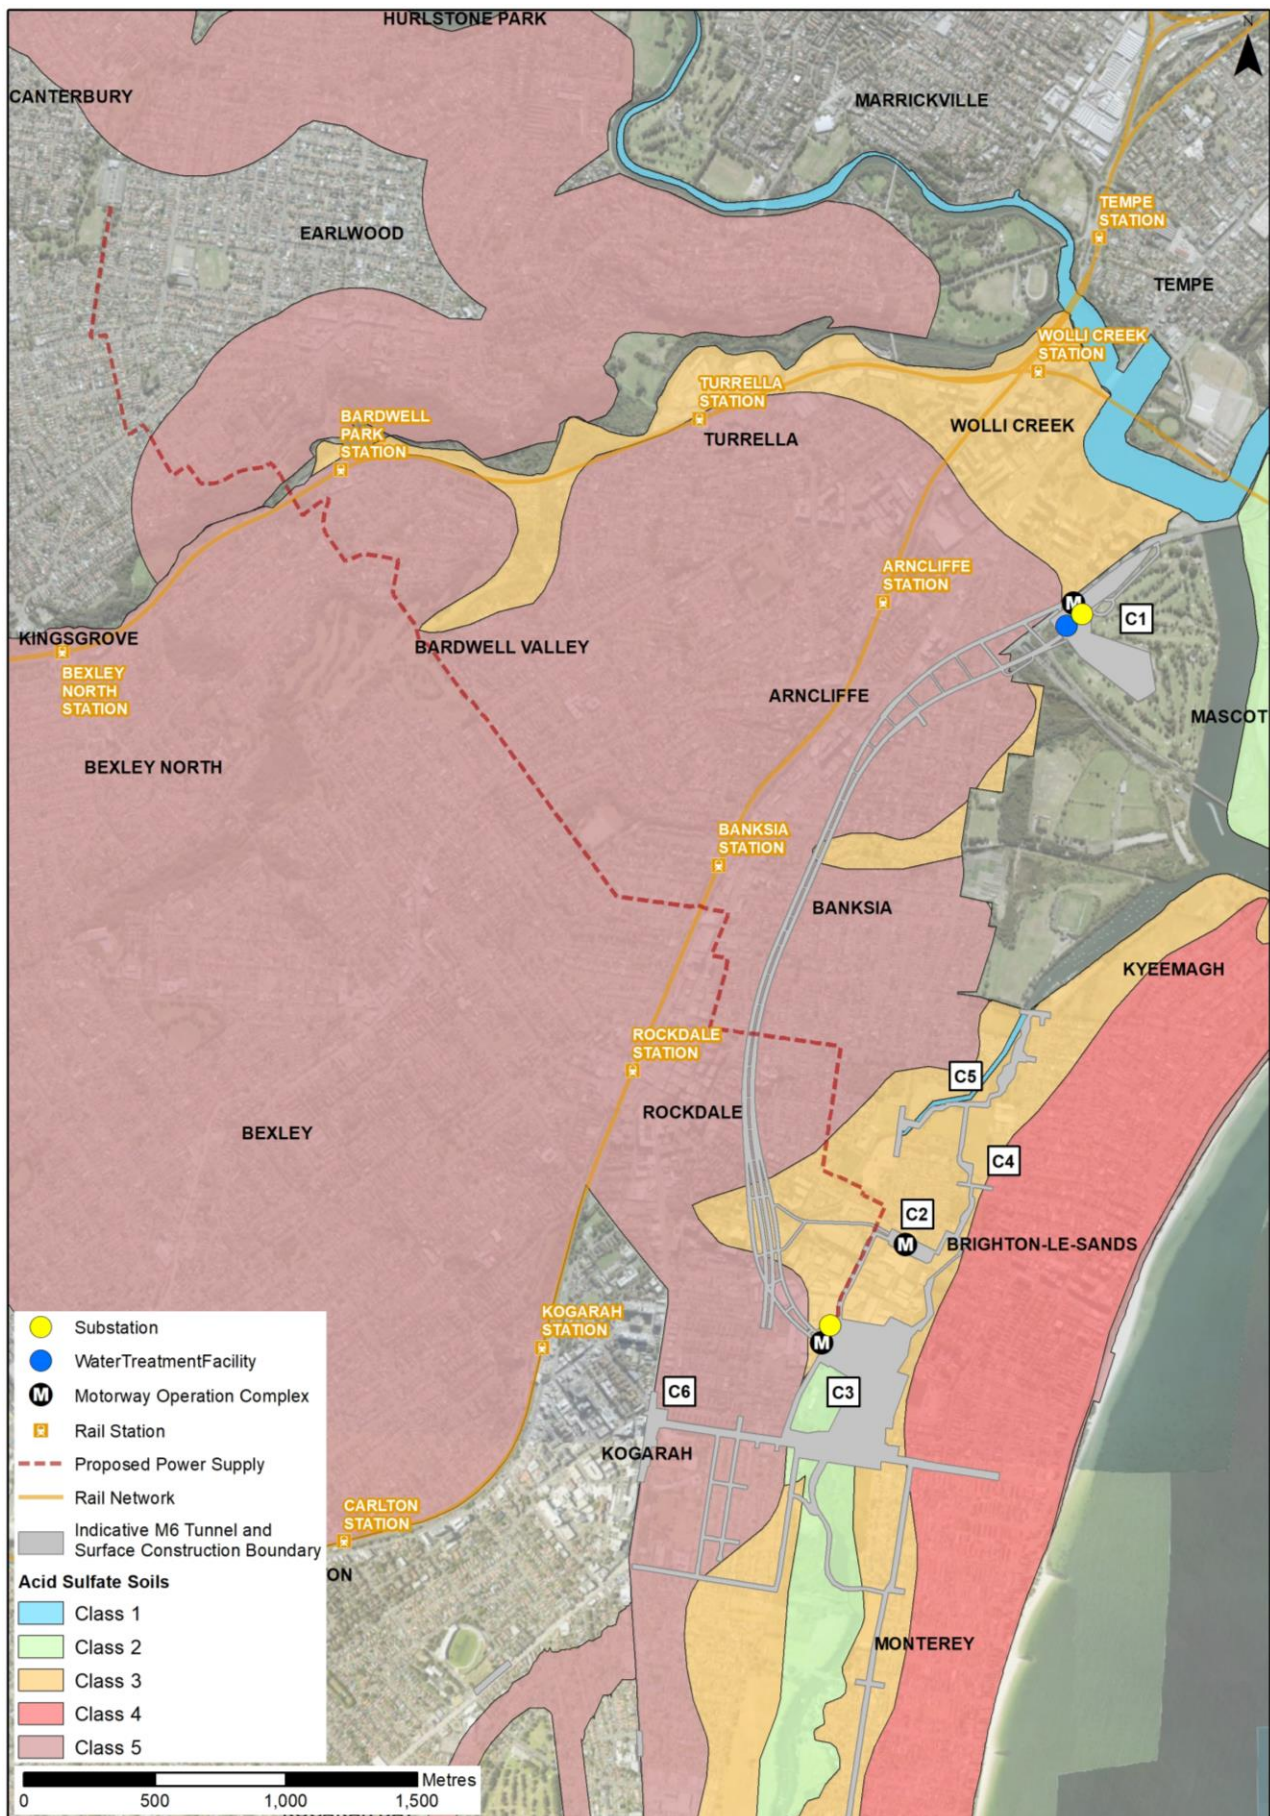 HURLSTONE PARK
N
CANTERBURY
MARRICKVILLE
TEMPE
STATION
EARLWOOD
TEMPE
WOLLI CREEK
STATION
TURRELLA
STATION
BARDWELL
PARK
STATION
WOLLI CREEK
TURRELLA
ARNCLIFFE
STATION
M
C1
KINGSGROVE
BARDWELL VALLEY
BEXLEY
NORTH
STATION
ARNCLIFFE
MASCOT
BEXLEY NORTH
BANKSIA
STATION
BANKSIA
KYEEMAGH
ROCKDALE
STATION
C5
ROCKDALE
BEXLEY
C4
C2
M
BRIGHTON-LE-SANDS
KOGARAH
STATION
M
C6
C3
KOGARAH
CARLTON
STATION
ON
MONTEREY
Substation
WaterTreatmentFacility
M
Motorway Operation Complex
Rail Station
Proposed Power Supply
Rail Network
Indicative M6 Tunnel and
Surface Construction Boundary
Acid Sulfate Soils
Class 1
Class 2
Class 3
Class 4
Class 5
Metres
0 500 1,000 1,500